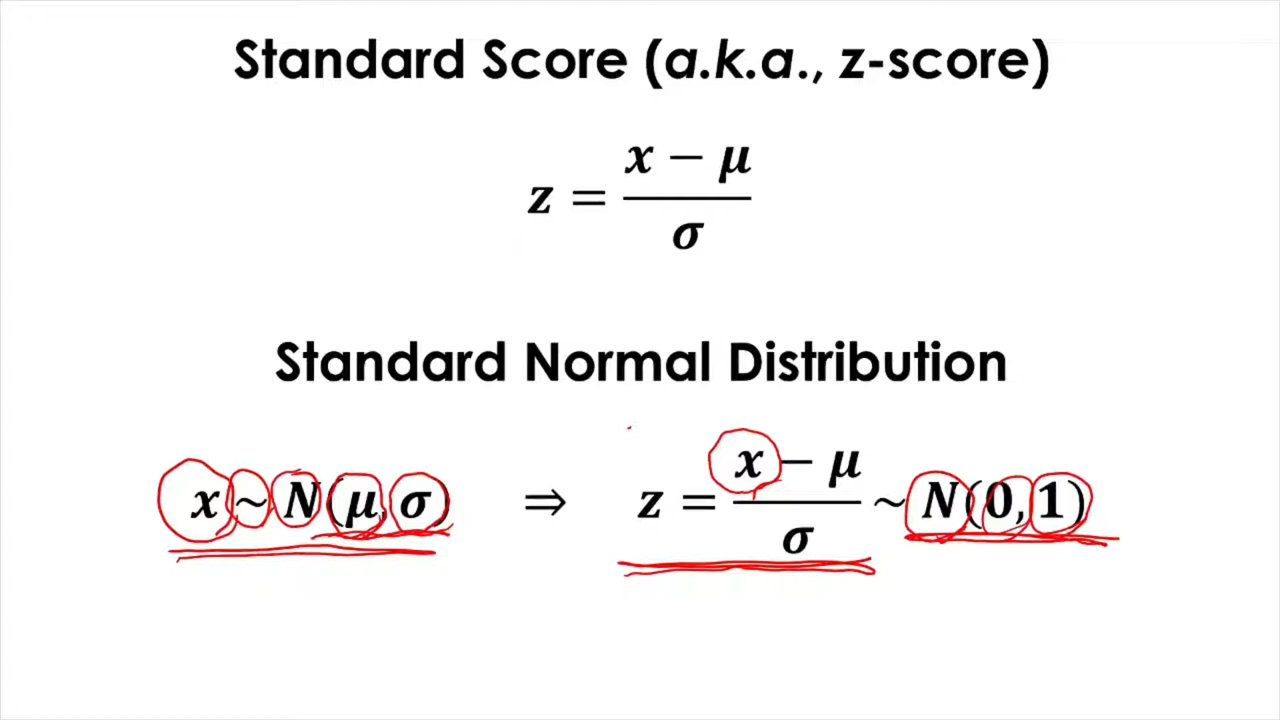 Standard Score (a.k.a., z-score)
z = (x − μ) / σ
Standard Normal Distribution
x ~ N(μ, σ) ⇒ z = (x − μ) / σ ~ N(0, 1)